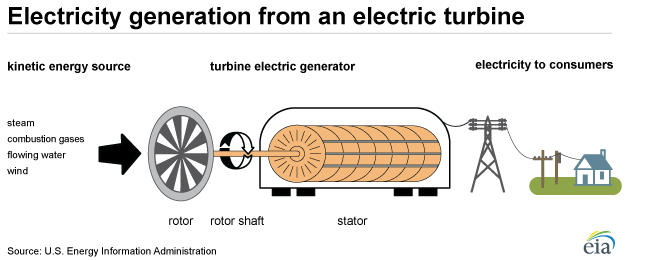 Electricity generation from an electric turbine
kinetic energy source
turbine electric generator
electricity to consumers
steam
combustion gases
flowing water
wind
rotor
rotor shaft
stator
Source: U.S. Energy Information Administration
eia